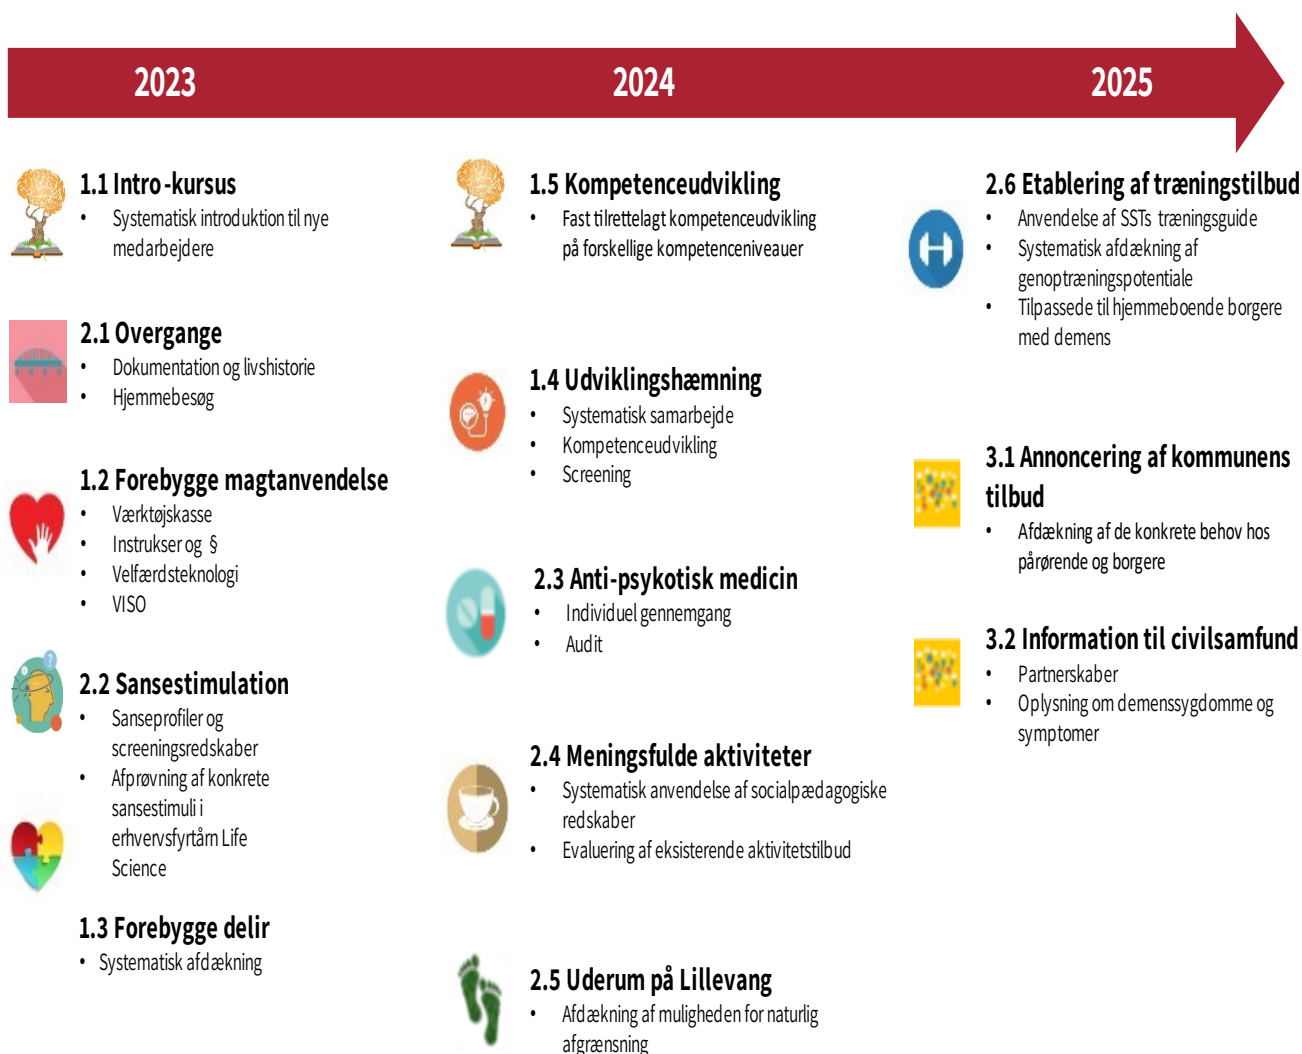 2023
2024
2025
1.1 Intro-kursus
• Systematisk introduktion til nye
medarbejdere
2.1 Overgange
• Dokumentation og livshistorie
• Hjemmebesøg
1.2 Forebygge magtanvendelse
• Værktøjskasse
• Instrukser og §
• Velfærdsteknologi
• VISO
2.2 Sansestimulation
• Sanseprofiler og
screeningsredskaber
• Afprøvning af konkrete
sansestimuli i
erhvervsfyrtårn Life
Science
1.3 Forebygge delir
• Systematisk afdækning
1.5 Kompetenceudvikling
• Fast tilrettelagt kompetenceudvikling
på forskellige kompetenceniveauer
1.4 Udviklingshæmning
• Systematisk samarbejde
• Kompetenceudvikling
• Screening
2.3 Anti-psykotisk medicin
• Individuel gennemgang
• Audit
2.4 Meningsfulde aktiviteter
• Systematisk anvendelse af socialpædagogiske
redskaber
• Evaluering af eksisterende aktivitetstilbud
2.5 Uderum på Lillevang
• Afdækning af muligheden for naturlig
afgrænsning
2.6 Etablering af træningstilbud
• Anvendelse af SSTs træningsguide
• Systematisk afdækning af
genoptræningspotentiale
• Tilpassede til hjemmeboende borgere
med demens
3.1 Annoncering af kommunens
tilbud
• Afdækning af de konkrete behov hos
pårørende og borgere
3.2 Information til civilsamfund
• Partnerskaber
• Oplysning om demenssygdomme og
symptomer